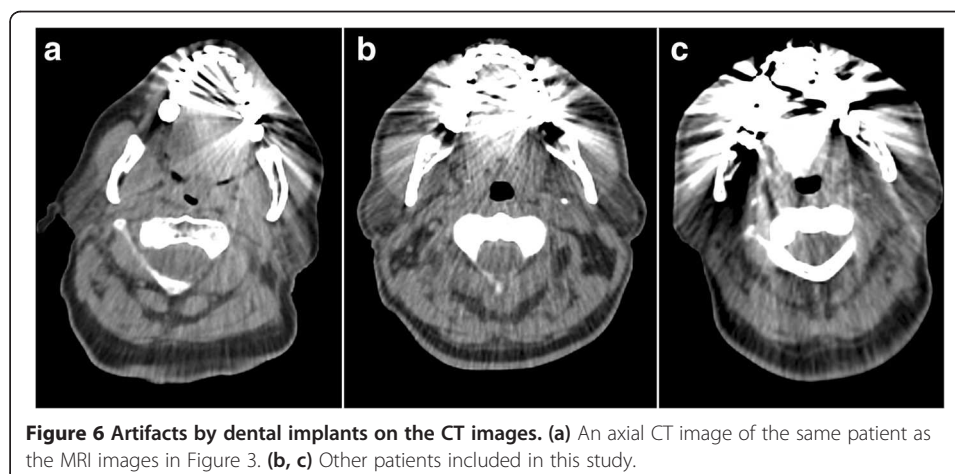 a b c
Figure 6 Artifacts by dental implants on the CT images. (a) An axial CT image of the same patient as
the MRI images in Figure 3. (b, c) Other patients included in this study.